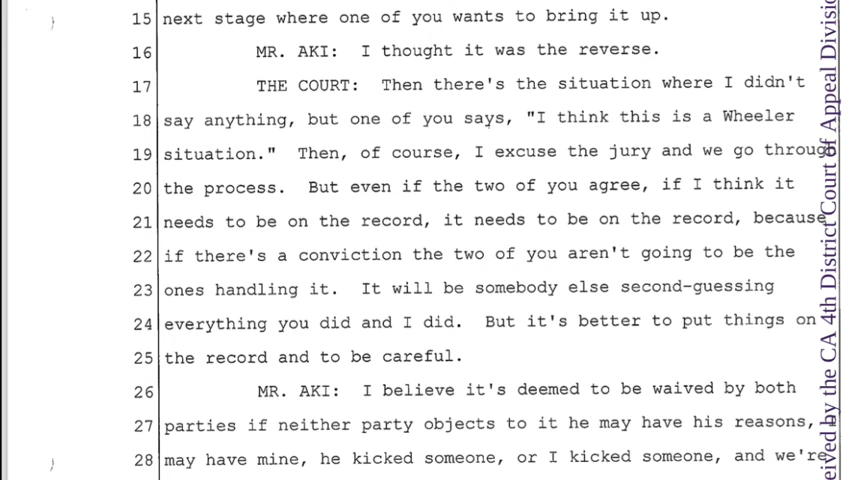 15 next stage where one of you wants to bring it up.
16 MR. AKI: I thought it was the reverse.
17 THE COURT: Then there's the situation where I didn't
18 say anything, but one of you says, "I think this is a Wheeler
19 situation." Then, of course, I excuse the jury and we go through
20 the process. But even if the two of you agree, if I think it
21 needs to be on the record, it needs to be on the record, because
22 if there's a conviction the two of you aren't going to be the
23 ones handling it. It will be somebody else second-guessing
24 everything you did and I did. But it's better to put things on
25 the record and to be careful.
26 MR. AKI: I believe it's deemed to be waived by both
27 parties if neither party objects to it he may have his reasons, I
28 may have mine, he kicked someone, or I kicked someone, and we're
eived by the CA 4th District Court of Appeal Divisio